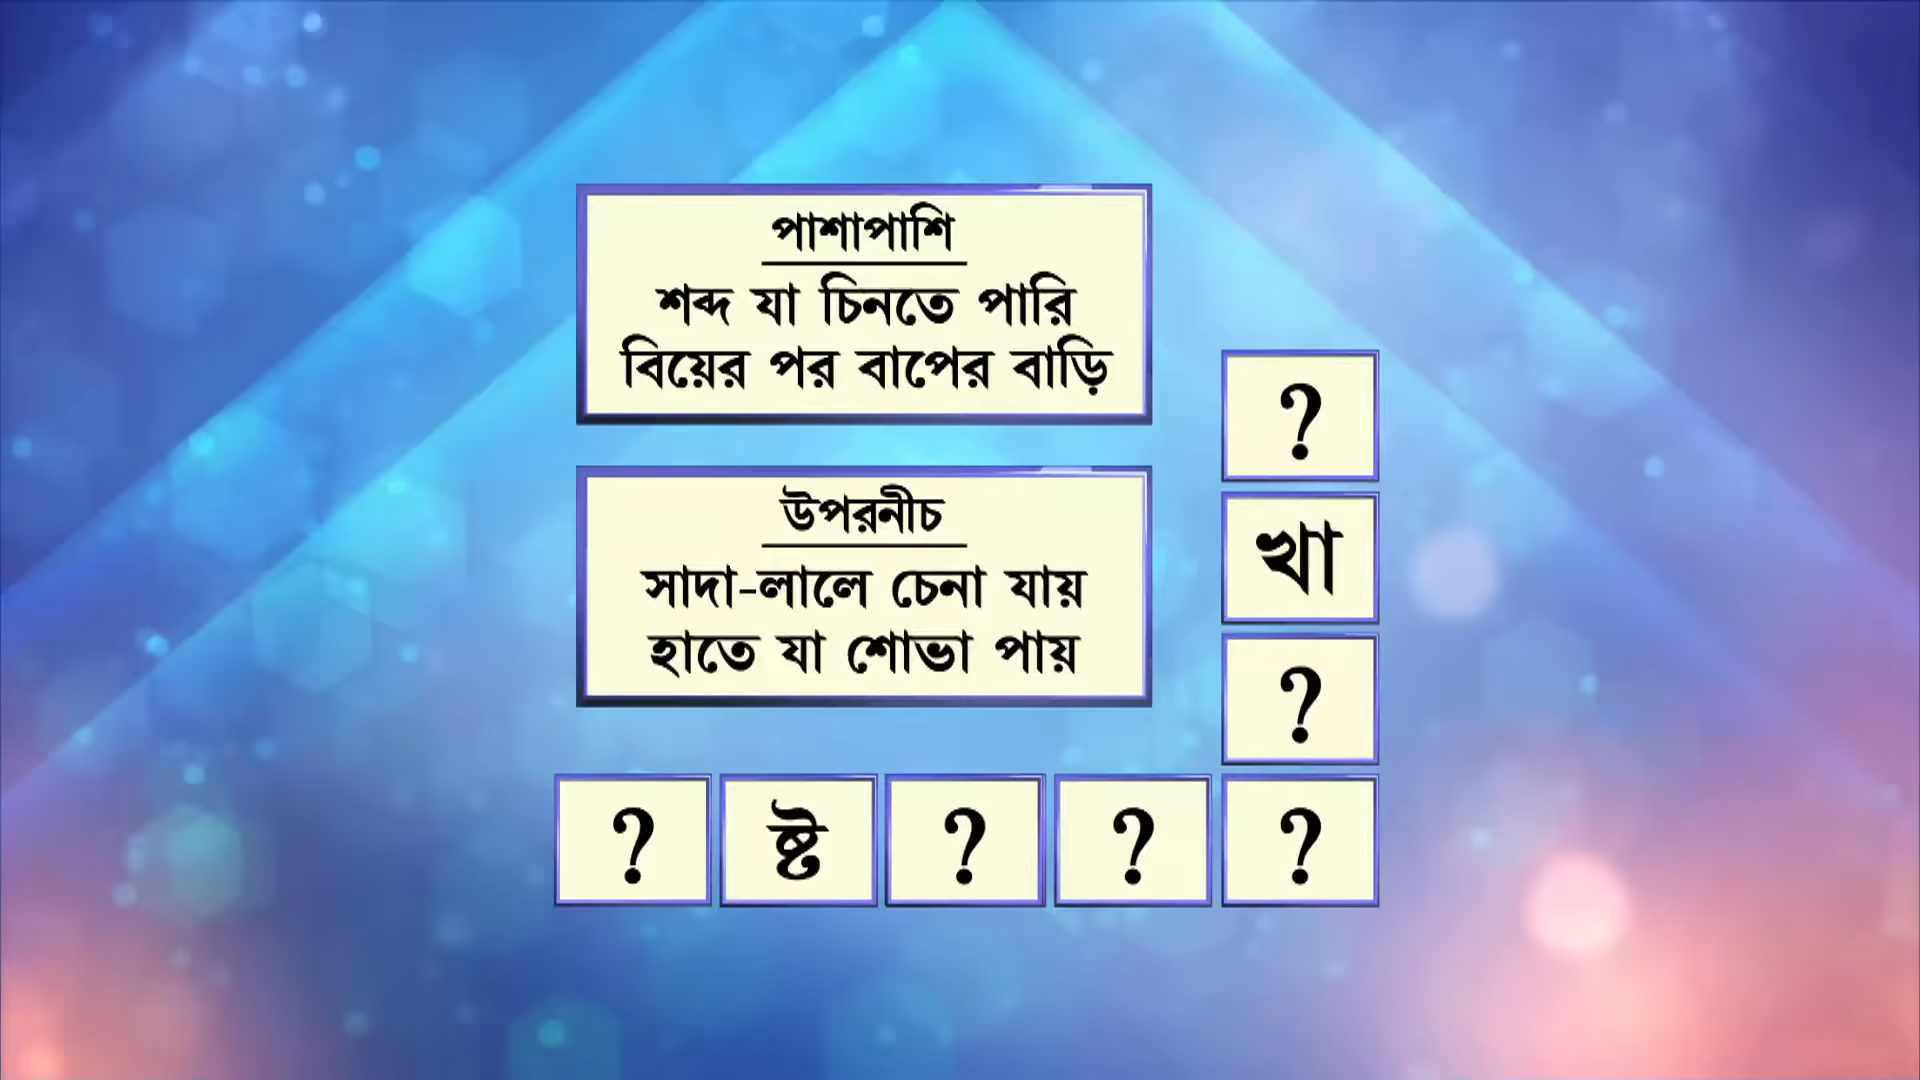 পাশাপাশি
শব্দ যা চিনতে পারি
বিয়ের পর বাপের বাড়ি
উপরনীচ
সাদা-লালে চেনা যায়
হাতে যা শোভা পায়
?
খা
?
? ষ্ট ? ? ?